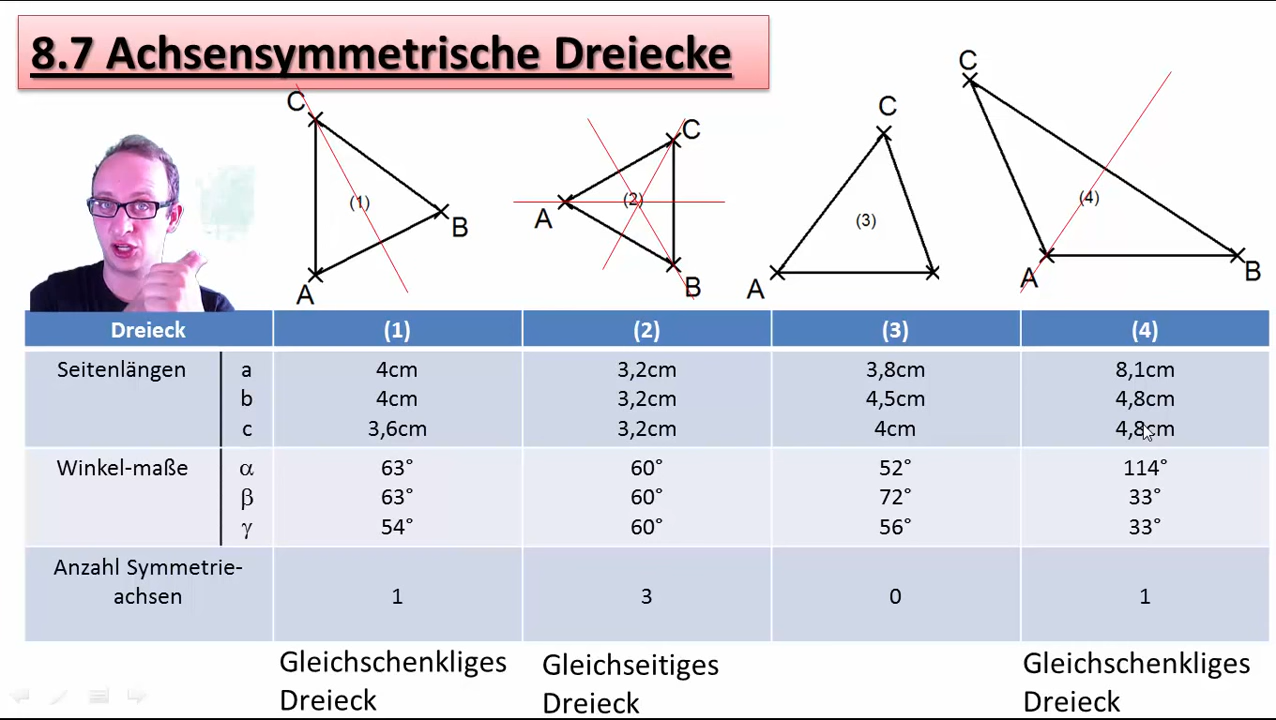 8.7 Achsensymmetrische Dreiecke
C
(1)
B
A
C
(2)
A
B
C
(3)
A
C
(4)
A
B
Dreieck (1) (2) (3) (4)
Seitenlängen a 4cm 3,2cm 3,8cm 8,1cm
b 4cm 3,2cm 4,5cm 4,8cm
c 3,6cm 3,2cm 4cm 4,8cm
Winkel-maße α 63° 60° 52° 114°
β 63° 60° 72° 33°
γ 54° 60° 56° 33°
Anzahl Symmetrie-
achsen 1 3 0 1
Gleichschenkliges
Dreieck
Gleichseitiges
Dreieck
Gleichschenkliges
Dreieck